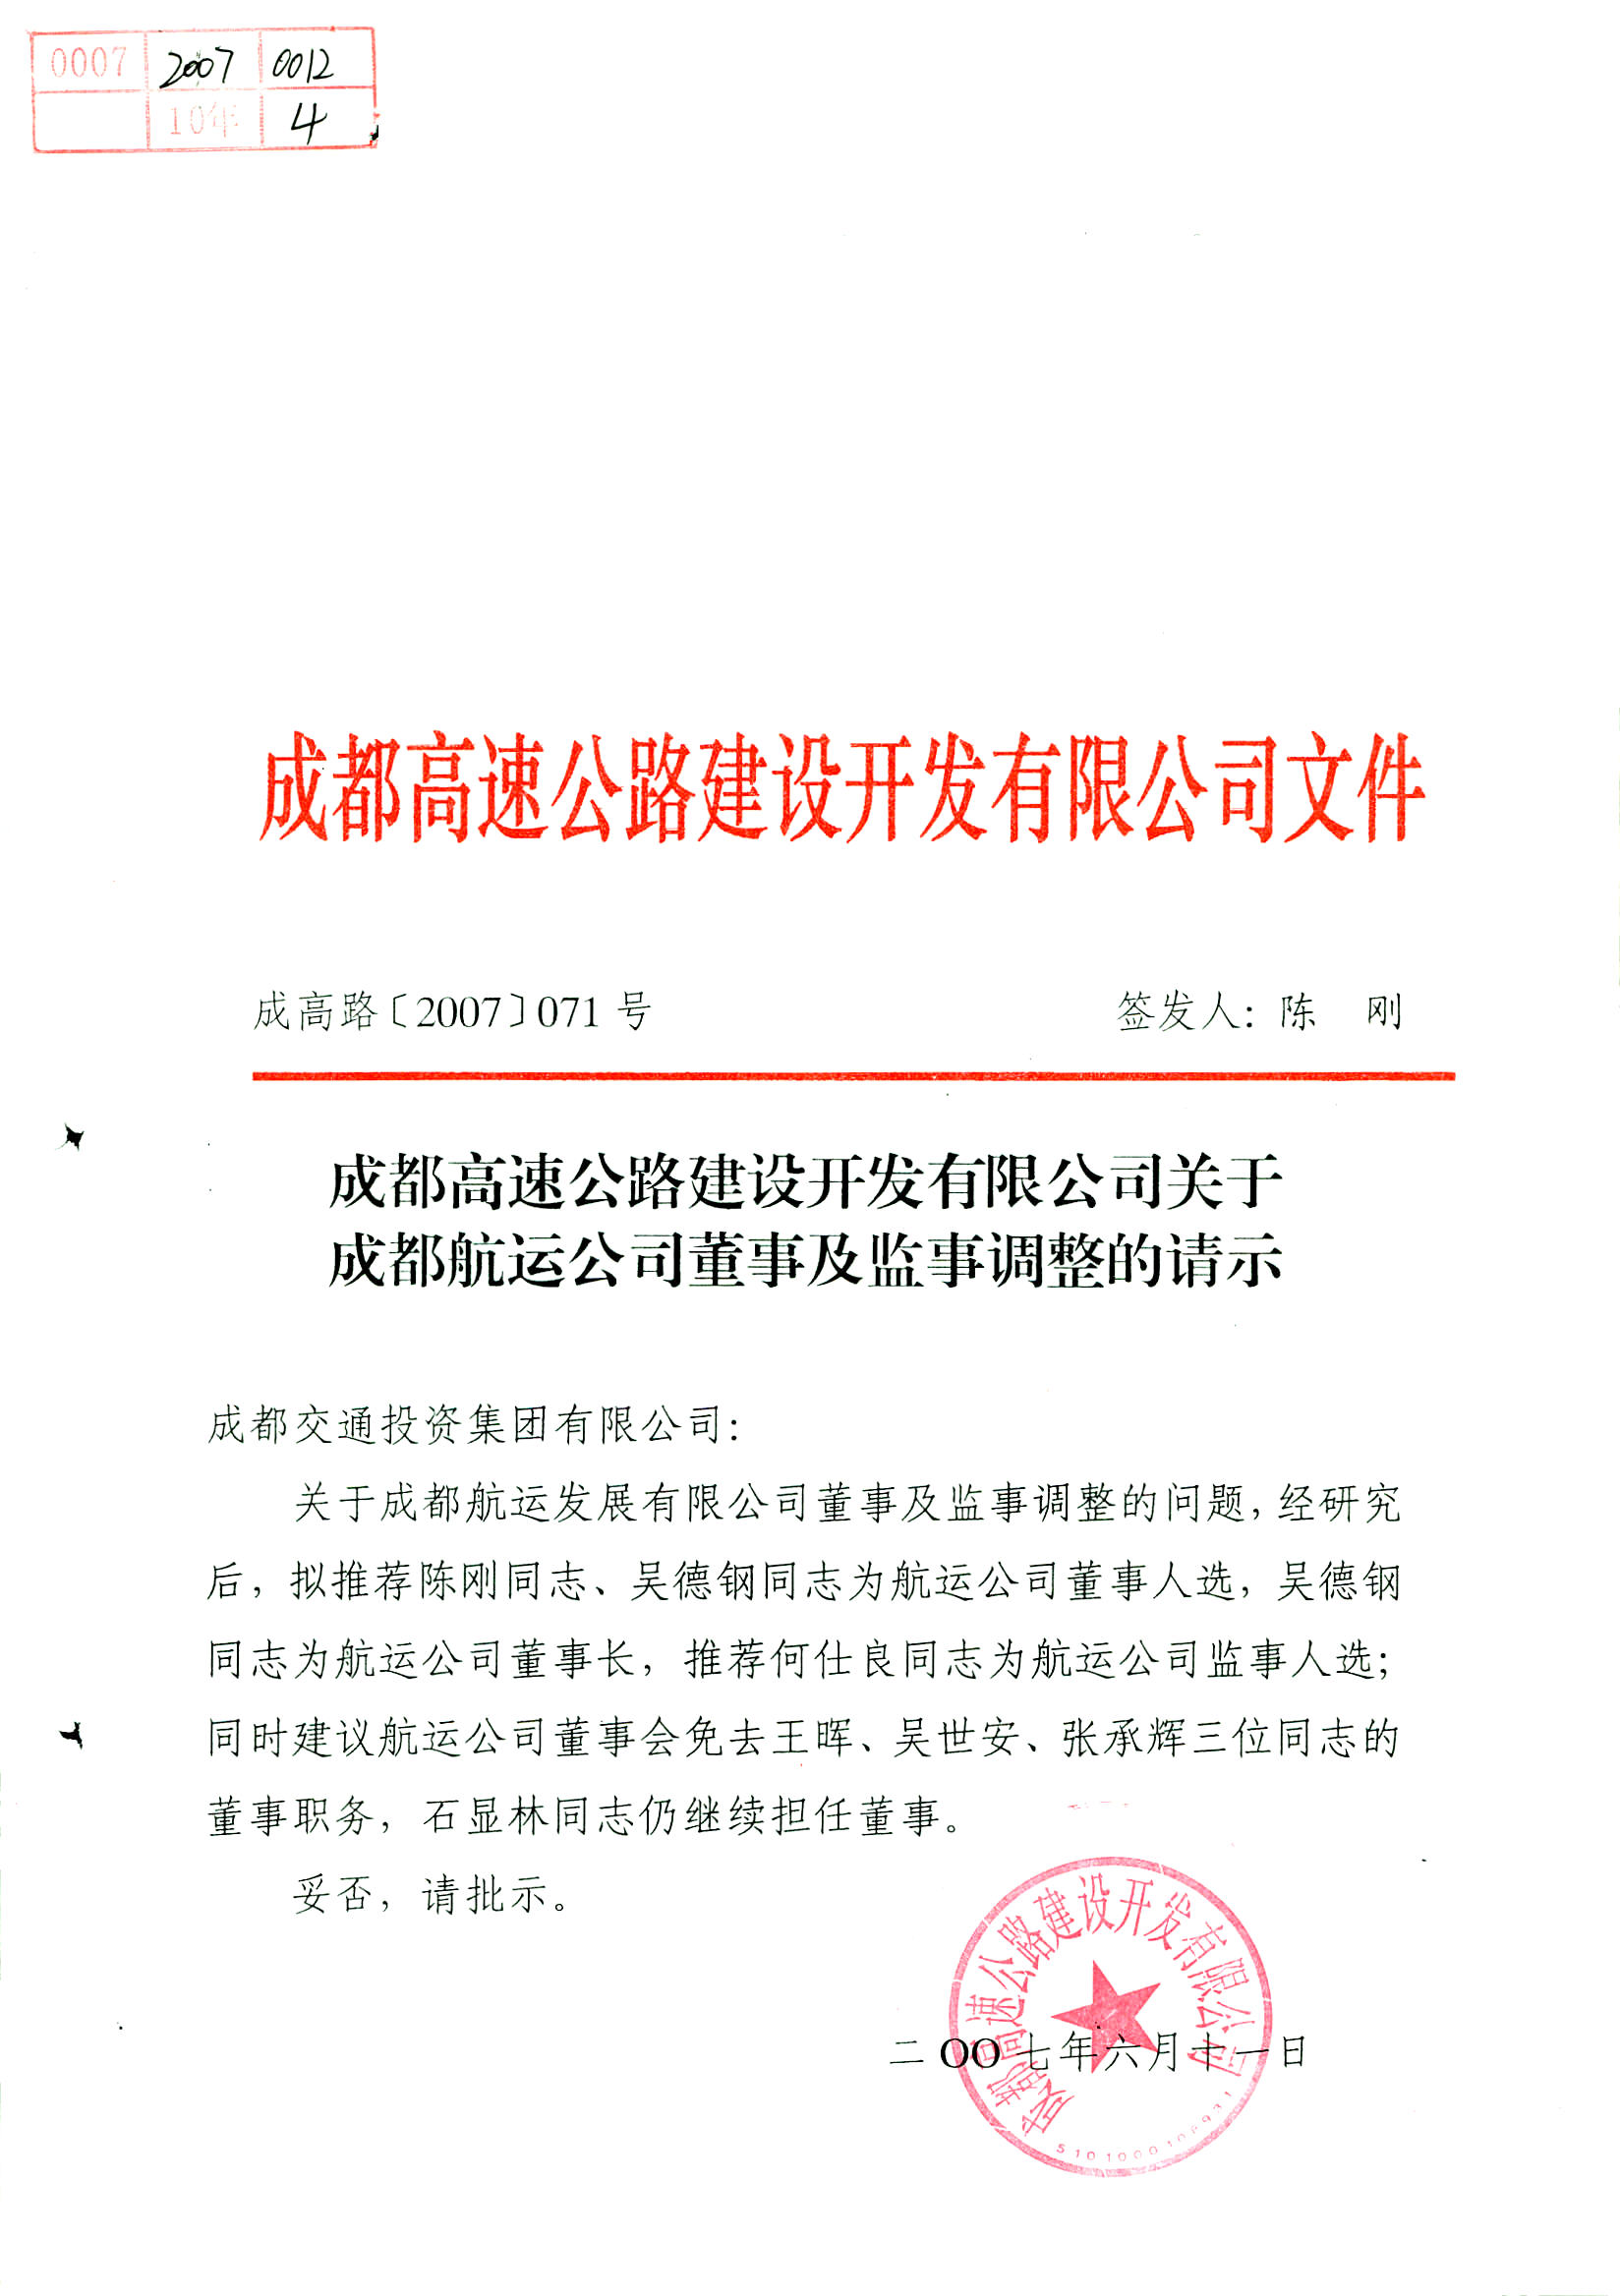 0007 2007 0012
10年 4
成都高速公路建设开发有限公司文件
成高路〔2007〕071号 签发人：陈 刚
成都高速公路建设开发有限公司关于
成都航运公司董事及监事调整的请示
成都交通投资集团有限公司：
关于成都航运发展有限公司董事及监事调整的问题，经研究
后，拟推荐陈刚同志、吴德钢同志为航运公司董事人选，吴德钢
同志为航运公司董事长，推荐何仕良同志为航运公司监事人选；
同时建议航运公司董事会免去王晖、吴世安、张承辉三位同志的
董事职务，石显林同志仍继续担任董事。
妥否，请批示。
成都高速公路建设开发有限公司
二OO七年六月十一日